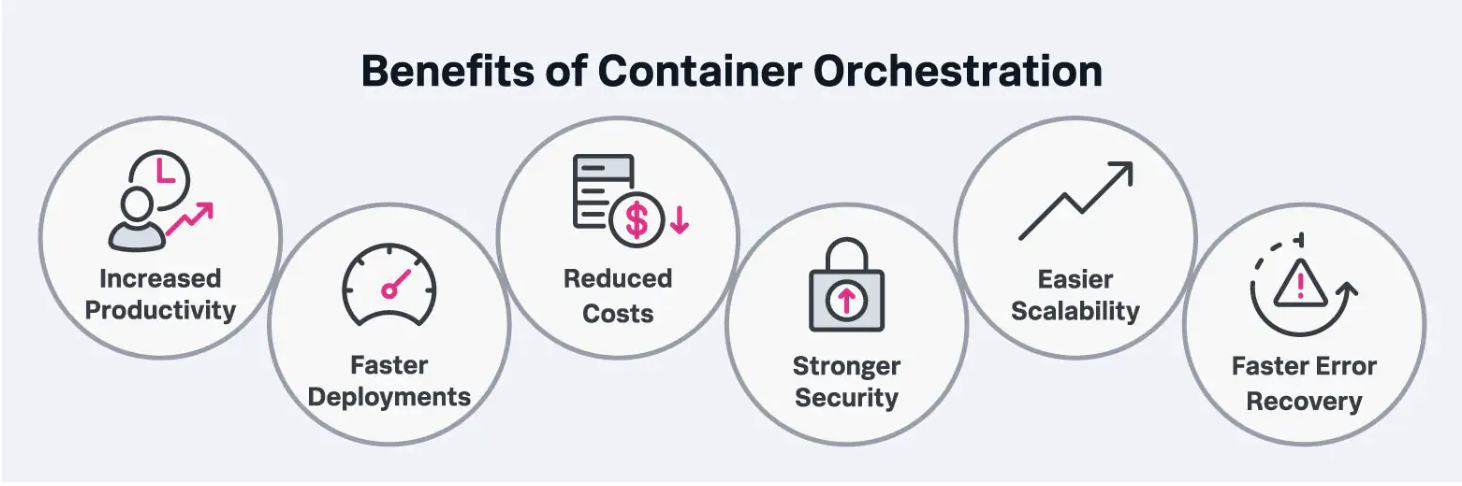 Benefits of Container Orchestration
Increased
Productivity
Faster
Deployments
Reduced
Costs
Stronger
Security
Easier
Scalability
Faster Error
Recovery